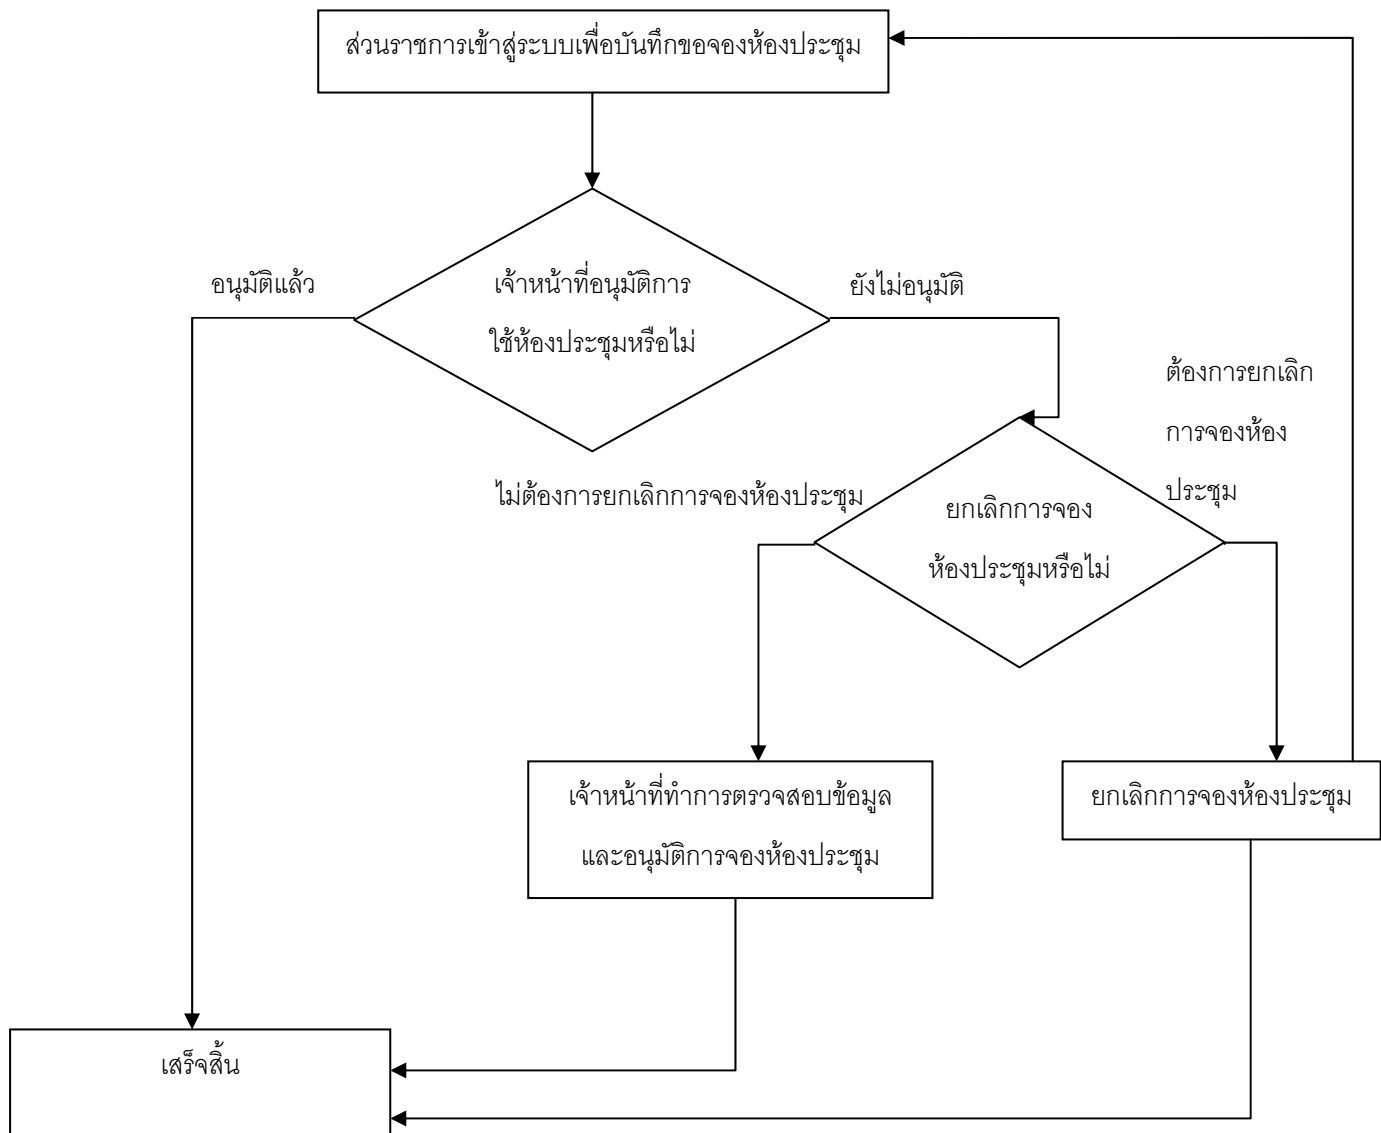 ส่วนราชการเข้าสู่ระบบเพื่อบันทึกขอจองห้องประชุม
อนุมัติแล้ว
เจ้าหน้าที่อนุมัติการ
ใช้ห้องประชุมหรือไม่
ยังไม่อนุมัติ
ต้องการยกเลิก
การจองห้อง
ประชุม
ไม่ต้องการยกเลิกการจองห้องประชุม
ยกเลิกการจอง
ห้องประชุมหรือไม่
เจ้าหน้าที่ทำการตรวจสอบข้อมูล
และอนุมัติการจองห้องประชุม
ยกเลิกการจองห้องประชุม
เสร็จสิ้น